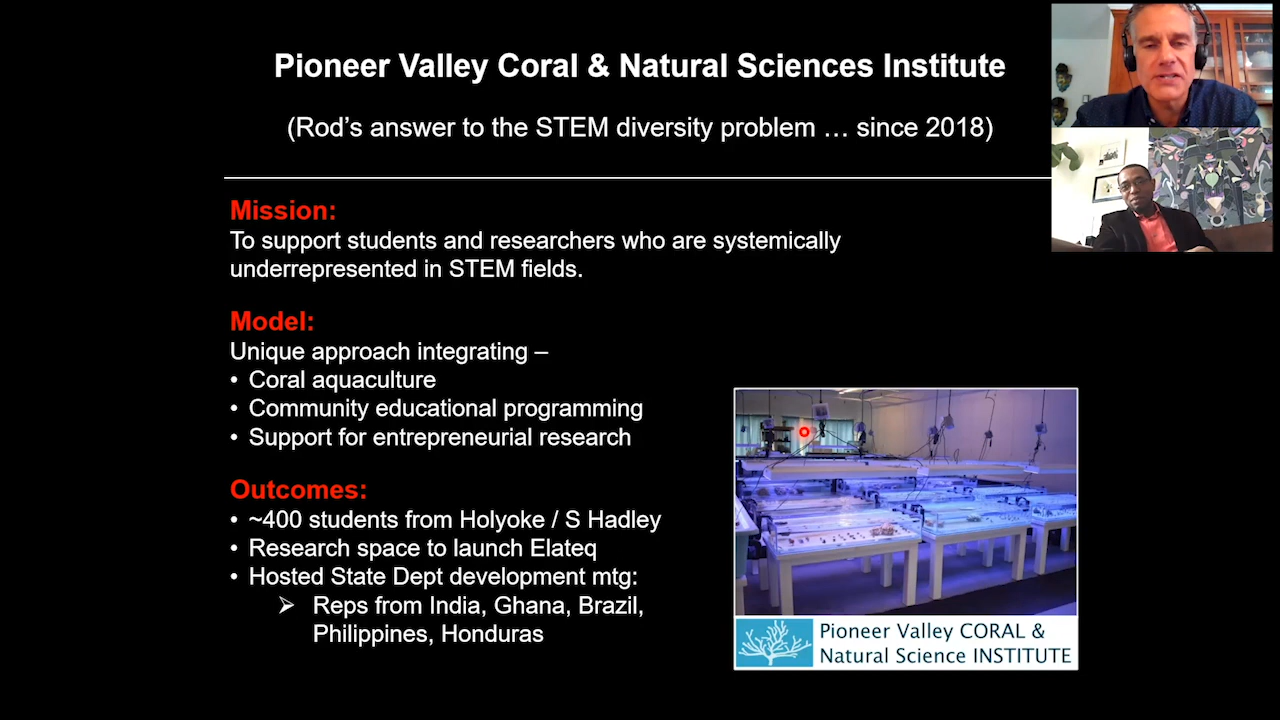 Pioneer Valley Coral & Natural Sciences Institute
(Rod's answer to the STEM diversity problem … since 2018)
Mission:
To support students and researchers who are systemically
underrepresented in STEM fields.
Model:
Unique approach integrating –
• Coral aquaculture
• Community educational programming
• Support for entrepreneurial research
Outcomes:
• ~400 students from Holyoke / S Hadley
• Research space to launch Elateq
• Hosted State Dept development mtg:
➢ Reps from India, Ghana, Brazil,
Philippines, Honduras
Pioneer Valley CORAL &
Natural Science INSTITUTE